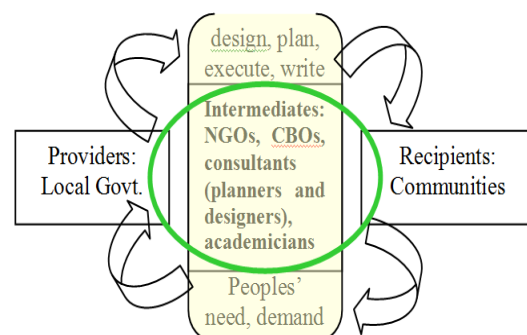 design, plan,
execute, write
Intermediates:
NGOs, CBOs,
consultants
(planners and
designers),
academicians
Providers:
Local Govt.
Recipients:
Communities
Peoples'
need, demand